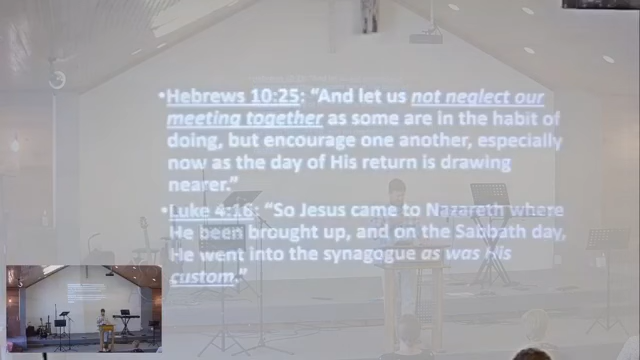 •Hebrews 10:25: “And let us not neglect our
meeting together as some are in the habit of
doing, but encourage one another, especially
now as the day of His return is drawing
nearer.”
•Luke 4:16: “So Jesus came to Nazareth where
He been brought up, and on the Sabbath day,
He went into the synagogue as was His
custom.”